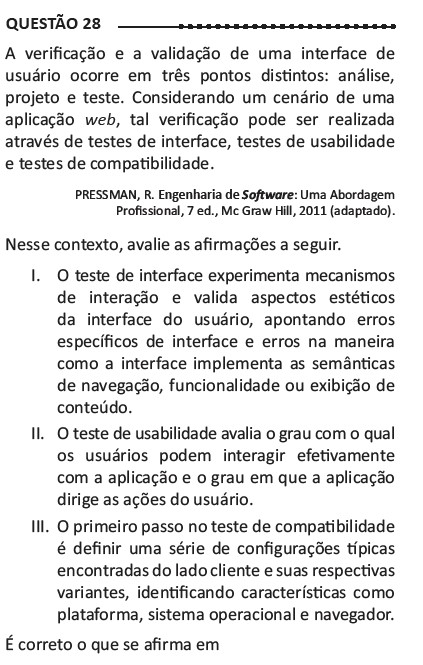 QUESTÃO 28
A verificação e a validação de uma interface de
usuário ocorre em três pontos distintos: análise,
projeto e teste. Considerando um cenário de uma
aplicação web, tal verificação pode ser realizada
através de testes de interface, testes de usabilidade
e testes de compatibilidade.
PRESSMAN, R. Engenharia de Software: Uma Abordagem
Profissional, 7 ed., Mc Graw Hill, 2011 (adaptado).
Nesse contexto, avalie as afirmações a seguir.
I. O teste de interface experimenta mecanismos
de interação e valida aspectos estéticos
da interface do usuário, apontando erros
específicos de interface e erros na maneira
como a interface implementa as semânticas
de navegação, funcionalidade ou exibição de
conteúdo.
II. O teste de usabilidade avalia o grau com o qual
os usuários podem interagir efetivamente
com a aplicação e o grau em que a aplicação
dirige as ações do usuário.
III. O primeiro passo no teste de compatibilidade
é definir uma série de configurações típicas
encontradas do lado cliente e suas respectivas
variantes, identificando características como
plataforma, sistema operacional e navegador.
É correto o que se afirma em